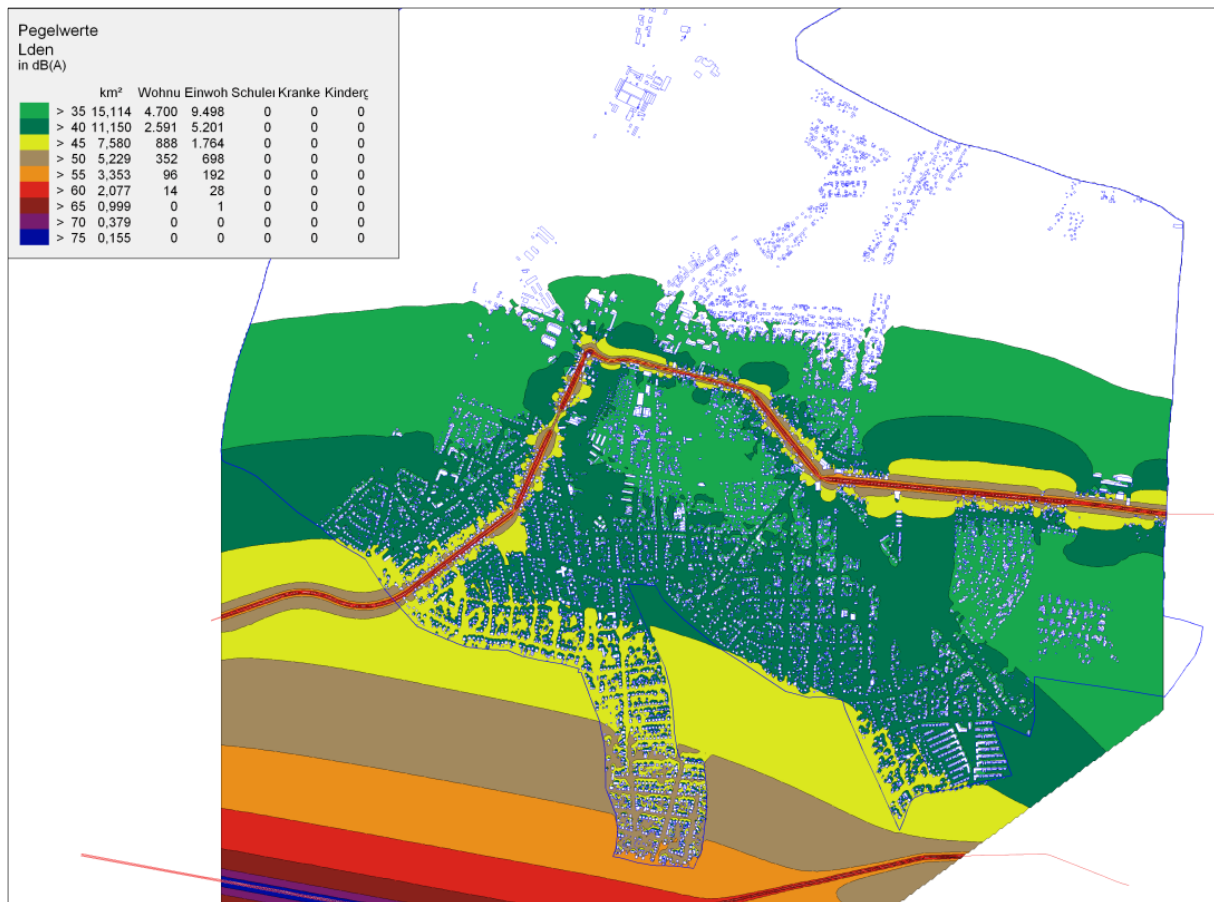 Pegelwerte
Lden
in dB(A)
km² Wohnu Einwoh Schuler Kranke Kinderg
> 35 15,114 4.700 9.498 0 0 0
> 40 11,150 2.591 5.201 0 0 0
> 45 7,580 888 1.764 0 0 0
> 50 5,229 352 698 0 0 0
> 55 3,353 96 192 0 0 0
> 60 2,077 14 28 0 0 0
> 65 0,999 0 1 0 0 0
> 70 0,379 0 0 0 0 0
> 75 0,155 0 0 0 0 0